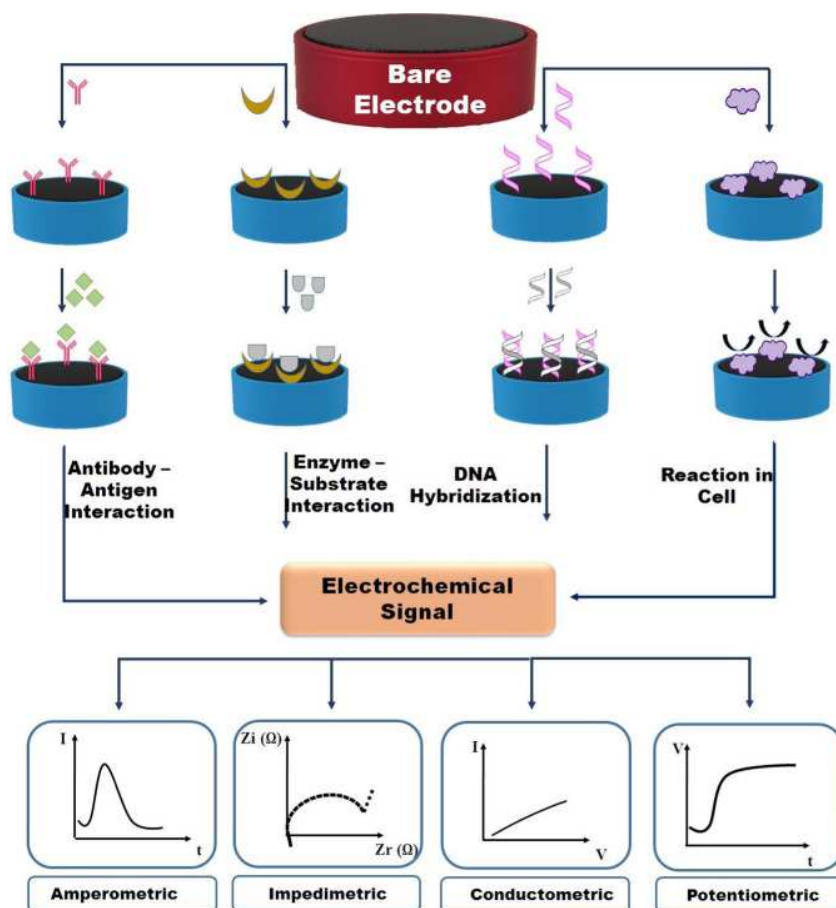 Bare
Electrode
Antibody –
Antigen
Interaction
Enzyme –
Substrate
Interaction
DNA
Hybridization
Reaction in
Cell
Electrochemical
Signal
I
t
Zi (Ω)
Zr (Ω)
I
V
V
t
Amperometric
Impedimetric
Conductometric
Potentiometric